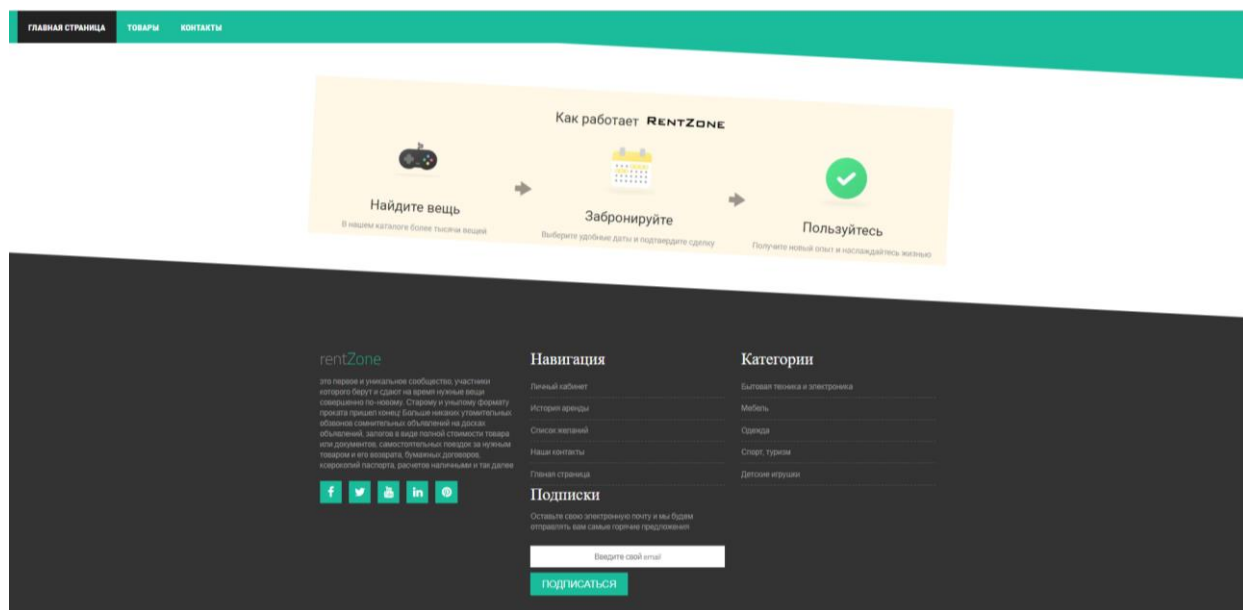 ГЛАВНАЯ СТРАНИЦА ТОВАРЫ КОНТАКТЫ
Как работает RENTZONE
Найдите вещь
В нашем каталоге более тысячи вещей
Забронируйте
Выберите удобные даты и подтвердите сделку
Пользуйтесь
Получите новый опыт и наслаждайтесь жизнью
rentZone
это первое и уникальное сообщество, участники
которого берут и сдают на время нужные вещи
совершенно по-новому. Старому и унылому формату
проката пришел конец! Больше никаких утомительных
обзвонов сомнительных объявлений на досках
объявлений, залогов в виде полной стоимости товара
или документов, самостоятельных поездок за нужным
товаром и его возврата, бумажных договоров,
ксерокопий паспорта, расчетов наличными и так далее
Навигация
Личный кабинет
История аренды
Список желаний
Наши контакты
Гленая страница
Подписки
Оставьте свою электронную почту и мы будем
отправлять вам самые горячие предложения
Введите свой email
ПОДПИСАТЬСЯ
Категории
Бытовая техника и электроника
Мебель
Одежда
Спорт, туризм
Детские игрушки